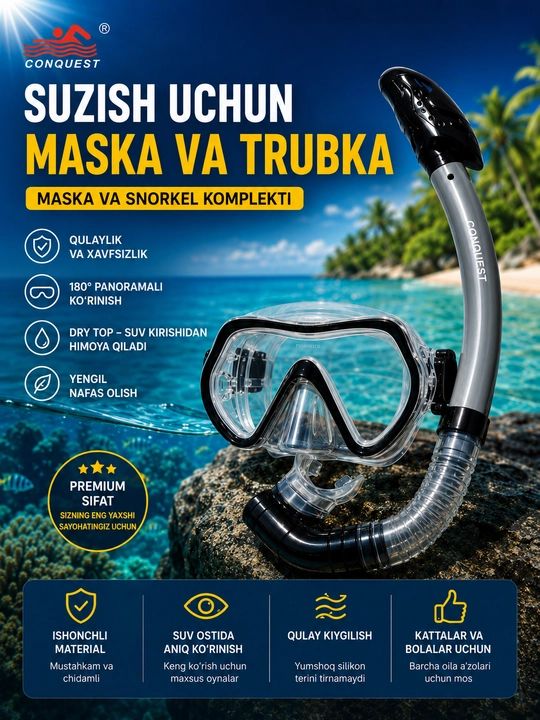 ®
CONQUEST
SUZISH UCHUN
MASKA VA TRUBKA
MASKA VA SNORKEL KOMPLEKTI
QULAYLIK
VA XAVFSIZLIK
180° PANORAMALI
KO‘RINISH
DRY TOP – SUV KIRISHIDAN
HIMOYA QILADI
YENGIL
NAFAS OLISH
CONQUEST
PREMIUM
SIFAT
SIZNING ENG YAXSHI
SAYOHATINGIZ UCHUN
ISHONCHLI
MATERIAL
Mustahkam va
chidamli
SUV OSTIDA
ANIQ KO‘RINISH
Keng ko‘rish uchun
maxsus oynalar
QULAY KIYGILISH
Yumshoq silikon
terini tirnamaydi
KATTALAR VA
BOLALAR UCHUN
Barcha oila a’zolari
uchun mos